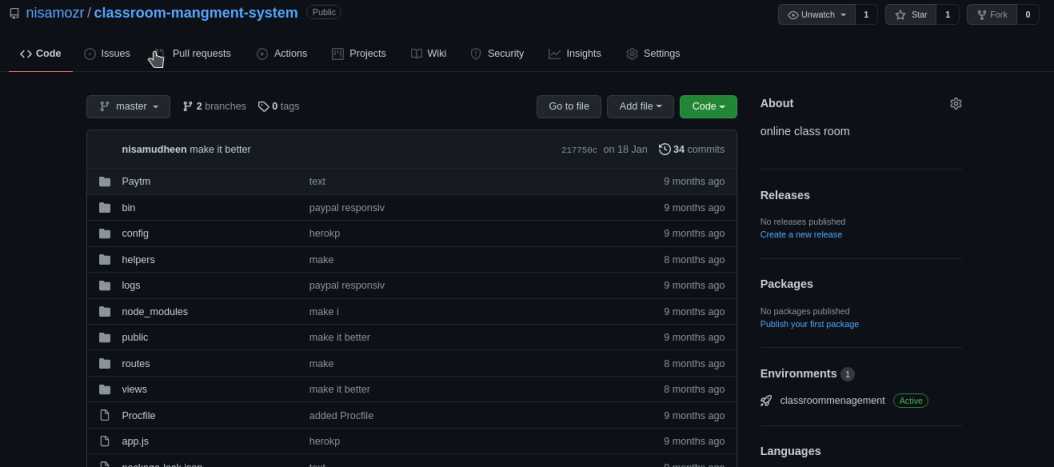 nisamozr / classroom-mangment-system Public
Unwatch 1 Star 1 Fork 0
Code Issues Pull requests Actions Projects Wiki Security Insights Settings
master 2 branches 0 tags Go to file Add file Code
nisamudheen make it better 217750c on 18 Jan 34 commits
Paytm text 9 months ago
bin paypal responsiv 9 months ago
config herokp 9 months ago
helpers make 8 months ago
logs paypal responsiv 9 months ago
node_modules make i 9 months ago
public make it better 9 months ago
routes make 8 months ago
views make it better 8 months ago
Procfile added Procfile 9 months ago
app.js herokp 9 months ago
package-lock.json text 9 months ago
About
online class room
Releases
No releases published
Create a new release
Packages
No packages published
Publish your first package
Environments 1
classroommenagement Active
Languages